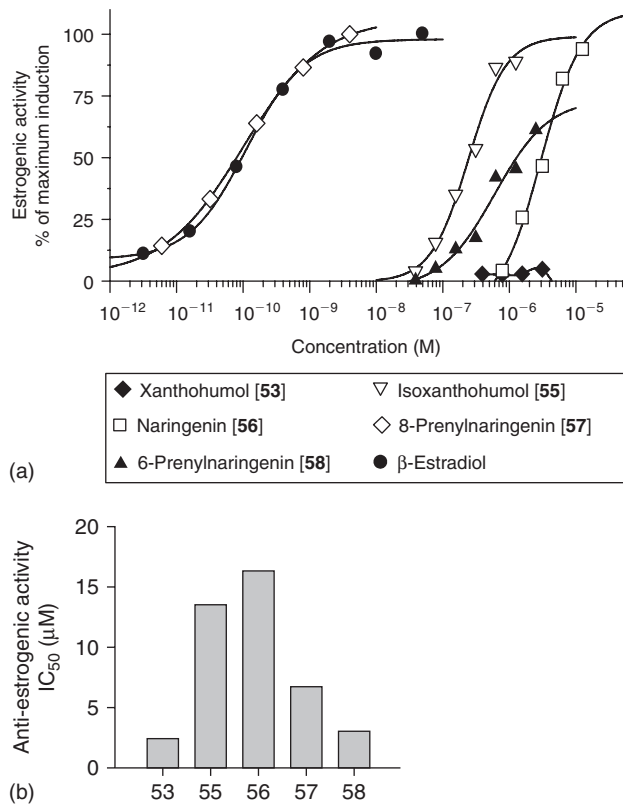 100
75
50
25
0
Estrogenic activity
% of maximum induction
10⁻¹² 10⁻¹¹ 10⁻¹⁰ 10⁻⁹ 10⁻⁸ 10⁻⁷ 10⁻⁶ 10⁻⁵
Concentration (M)
Xanthohumol [53] Isoxanthohumol [55]
Naringenin [56] 8-Prenylnaringenin [57]
6-Prenylnaringenin [58] β-Estradiol
(a)
20
15
10
5
0
Anti-estrogenic activity
IC₅₀ (μM)
53 55 56 57 58
(b)